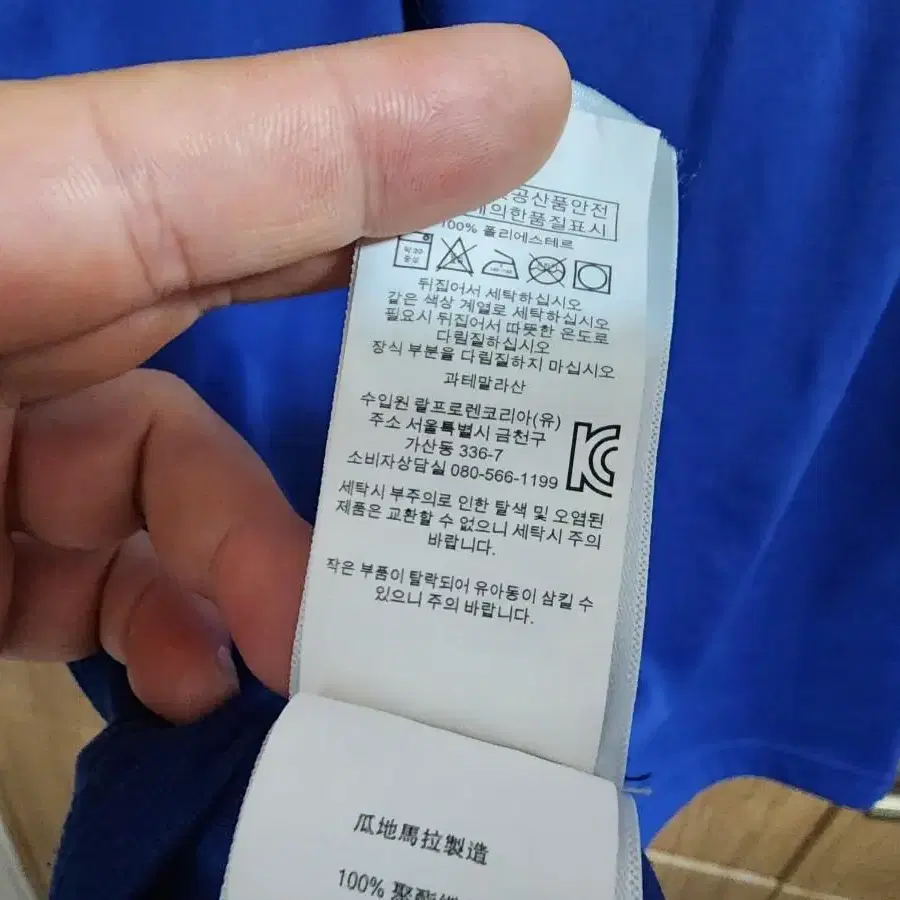 공산품안전
의한품질표시
100% 폴리에스테르
약30
중성
뒤집어서 세탁하십시오
같은 색상 계열로 세탁하십시오
필요시 뒤집어서 따뜻한 온도로
다림질하십시오
장식 부분을 다림질하지 마십시오
과테말라산
수입원 랄프로렌코리아(유)
주소 서울특별시 금천구
가산동 336-7
소비자상담실 080-566-1199
세탁시 부주의로 인한 탈색 및 오염된
제품은 교환할 수 없으니 세탁시 주의
바랍니다.
작은 부품이 탈락되어 유아동이 삼킬 수
있으니 주의 바랍니다.
瓜地馬拉製造
100% 聚酯